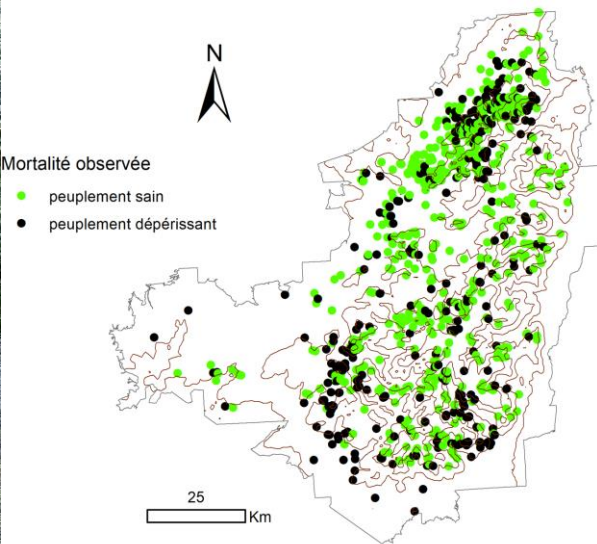 N
Mortalité observée
peuplement sain
peuplement dépérissant
25
Km